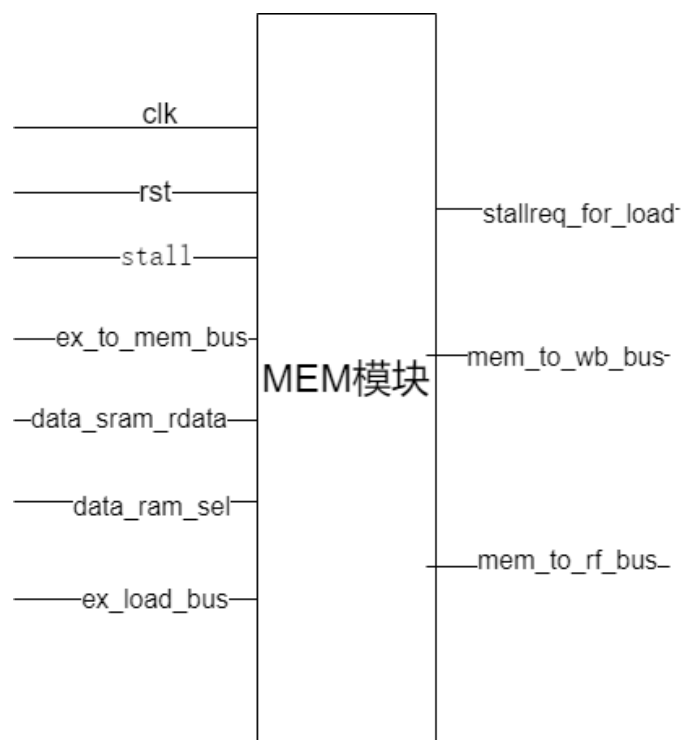 clk
rst
stall
ex_to_mem_bus
data_sram_rdata
data_ram_sel
ex_load_bus
MEM模块
stallreq_for_load
mem_to_wb_bus
mem_to_rf_bus